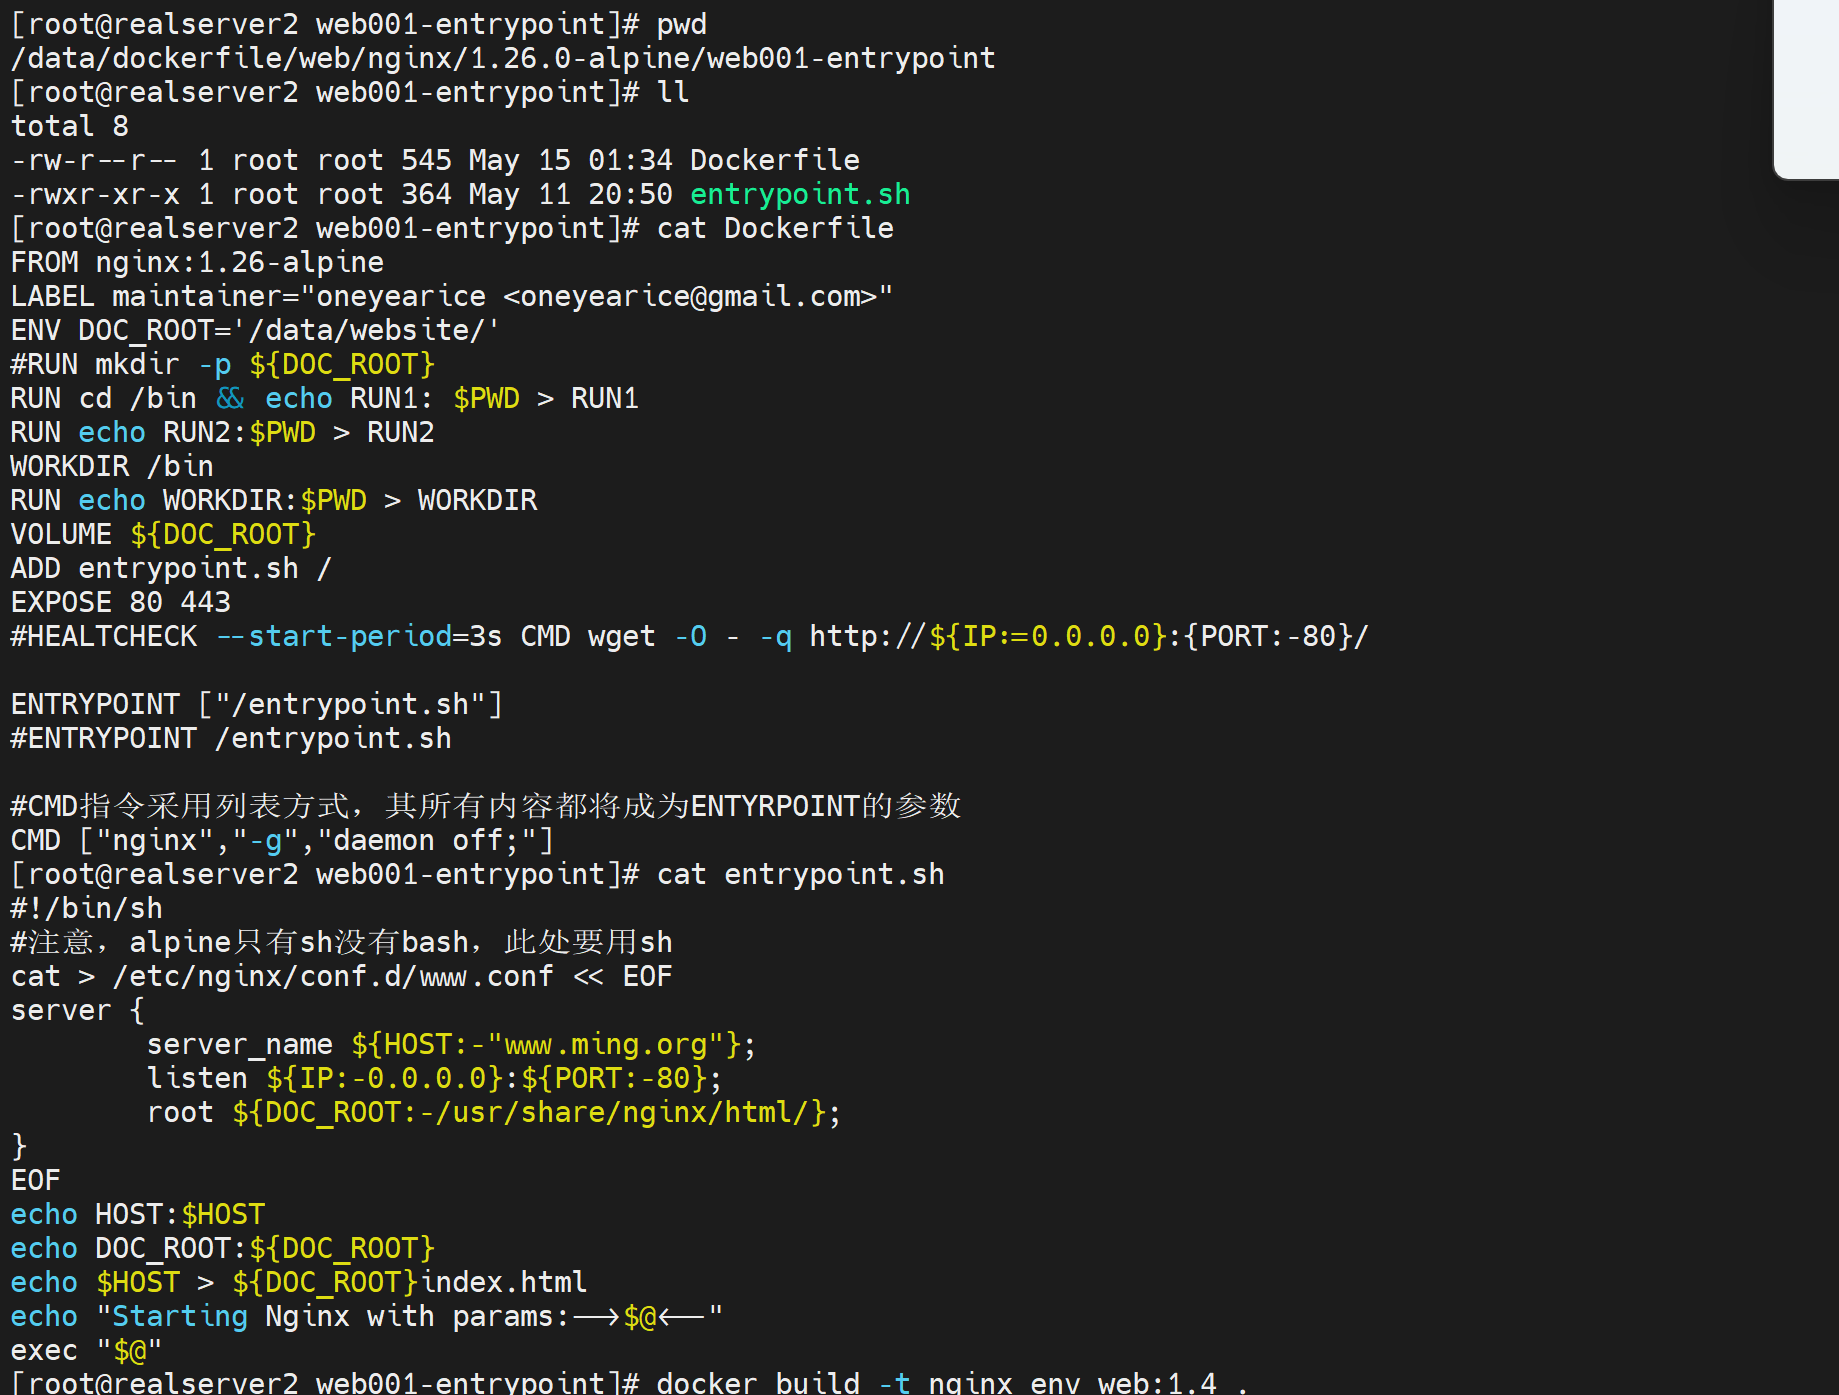 [root@realserver2 web001-entrypoint]# pwd
/data/dockerfile/web/nginx/1.26.0-alpine/web001-entrypoint
[root@realserver2 web001-entrypoint]# ll
total 8
-rw-r--r-- 1 root root 545 May 15 01:34 Dockerfile
-rwxr-xr-x 1 root root 364 May 11 20:50 entrypoint.sh
[root@realserver2 web001-entrypoint]# cat Dockerfile
FROM nginx:1.26-alpine
LABEL maintainer="oneyearice <oneyearice@gmail.com>"
ENV DOC_ROOT='/data/website/'
#RUN mkdir -p ${DOC_ROOT}
RUN cd /bin && echo RUN1: $PWD > RUN1
RUN echo RUN2:$PWD > RUN2
WORKDIR /bin
RUN echo WORKDIR:$PWD > WORKDIR
VOLUME ${DOC_ROOT}
ADD entrypoint.sh /
EXPOSE 80 443
#HEALTCHECK --start-period=3s CMD wget -O - -q http://${IP:=0.0.0.0}:{PORT:-80}/
ENTRYPOINT ["/entrypoint.sh"]
#ENTRYPOINT /entrypoint.sh
#CMD指令采用列表方式，其所有内容都将成为ENTYRPOINT的参数
CMD ["nginx","-g","daemon off;"]
[root@realserver2 web001-entrypoint]# cat entrypoint.sh
#!/bin/sh
#注意，alpine只有sh没有bash，此处要用sh
cat > /etc/nginx/conf.d/www.conf << EOF
server {
        server_name ${HOST:-"www.ming.org"};
        listen ${IP:-0.0.0.0}:${PORT:-80};
        root ${DOC_ROOT:-/usr/share/nginx/html/};
}
EOF
echo HOST:$HOST
echo DOC_ROOT:${DOC_ROOT}
echo $HOST > ${DOC_ROOT}index.html
echo "Starting Nginx with params:-->$@<--"
exec "$@"
[root@realserver2 web001-entrypoint]# docker build -t nginx_env_web:1.4 .